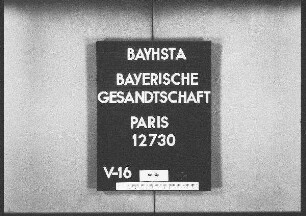 BAYHSTA
BAYERISCHE
GESANDTSCHAFT
PARIS
12730
V-16